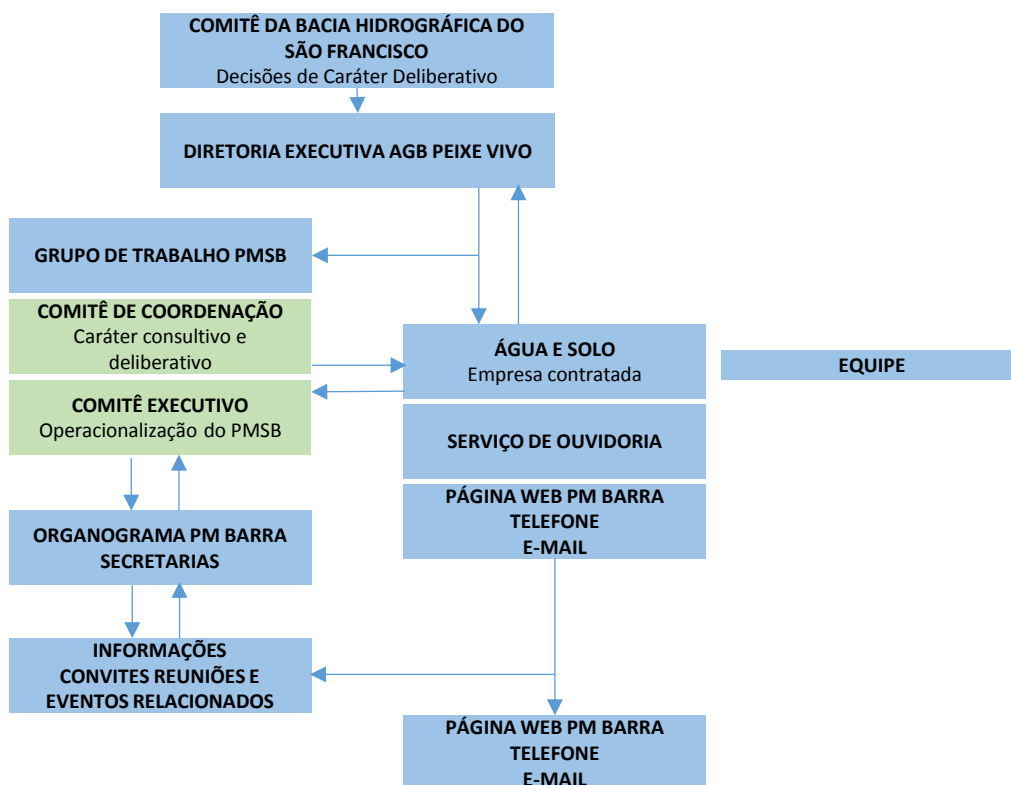 COMITÊ DA BACIA HIDROGRÁFICA DO
SÃO FRANCISCO
Decisões de Caráter Deliberativo
DIRETORIA EXECUTIVA AGB PEIXE VIVO
GRUPO DE TRABALHO PMSB
COMITÊ DE COORDENAÇÃO
Caráter consultivo e
deliberativo
ÁGUA E SOLO
Empresa contratada
EQUIPE
COMITÊ EXECUTIVO
Operacionalização do PMSB
SERVIÇO DE OUVIDORIA
PÁGINA WEB PM BARRA
TELEFONE
E-MAIL
ORGANOGRAMA PM BARRA
SECRETARIAS
INFORMAÇÕES
CONVITES REUNIÕES E
EVENTOS RELACIONADOS
PÁGINA WEB PM BARRA
TELEFONE
E-MAIL